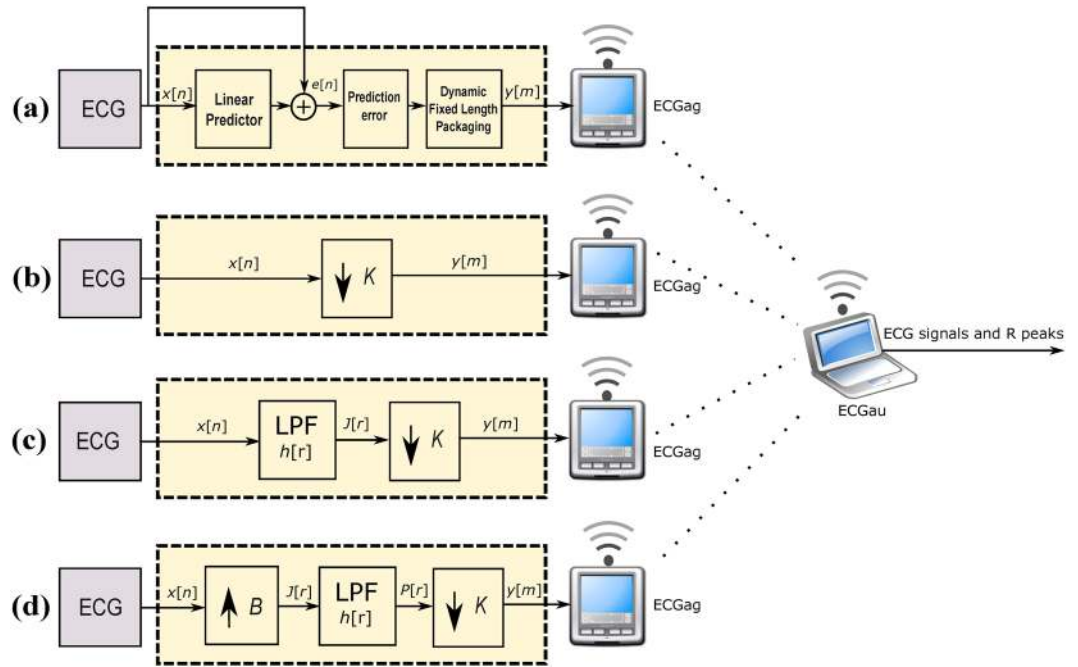 (a)
ECG
x[n]
Linear
Predictor
+
e[n]
Prediction
error
Dynamic
Fixed Length
Packaging
y[m]
ECGag
(b)
ECG
x[n]
K
y[m]
ECGag
ECG signals and R peaks
ECGau
(c)
ECG
x[n]
LPF
h[r]
J[r]
K
y[m]
ECGag
(d)
ECG
x[n]
B
J[r]
LPF
h[r]
P[r]
K
y[m]
ECGag